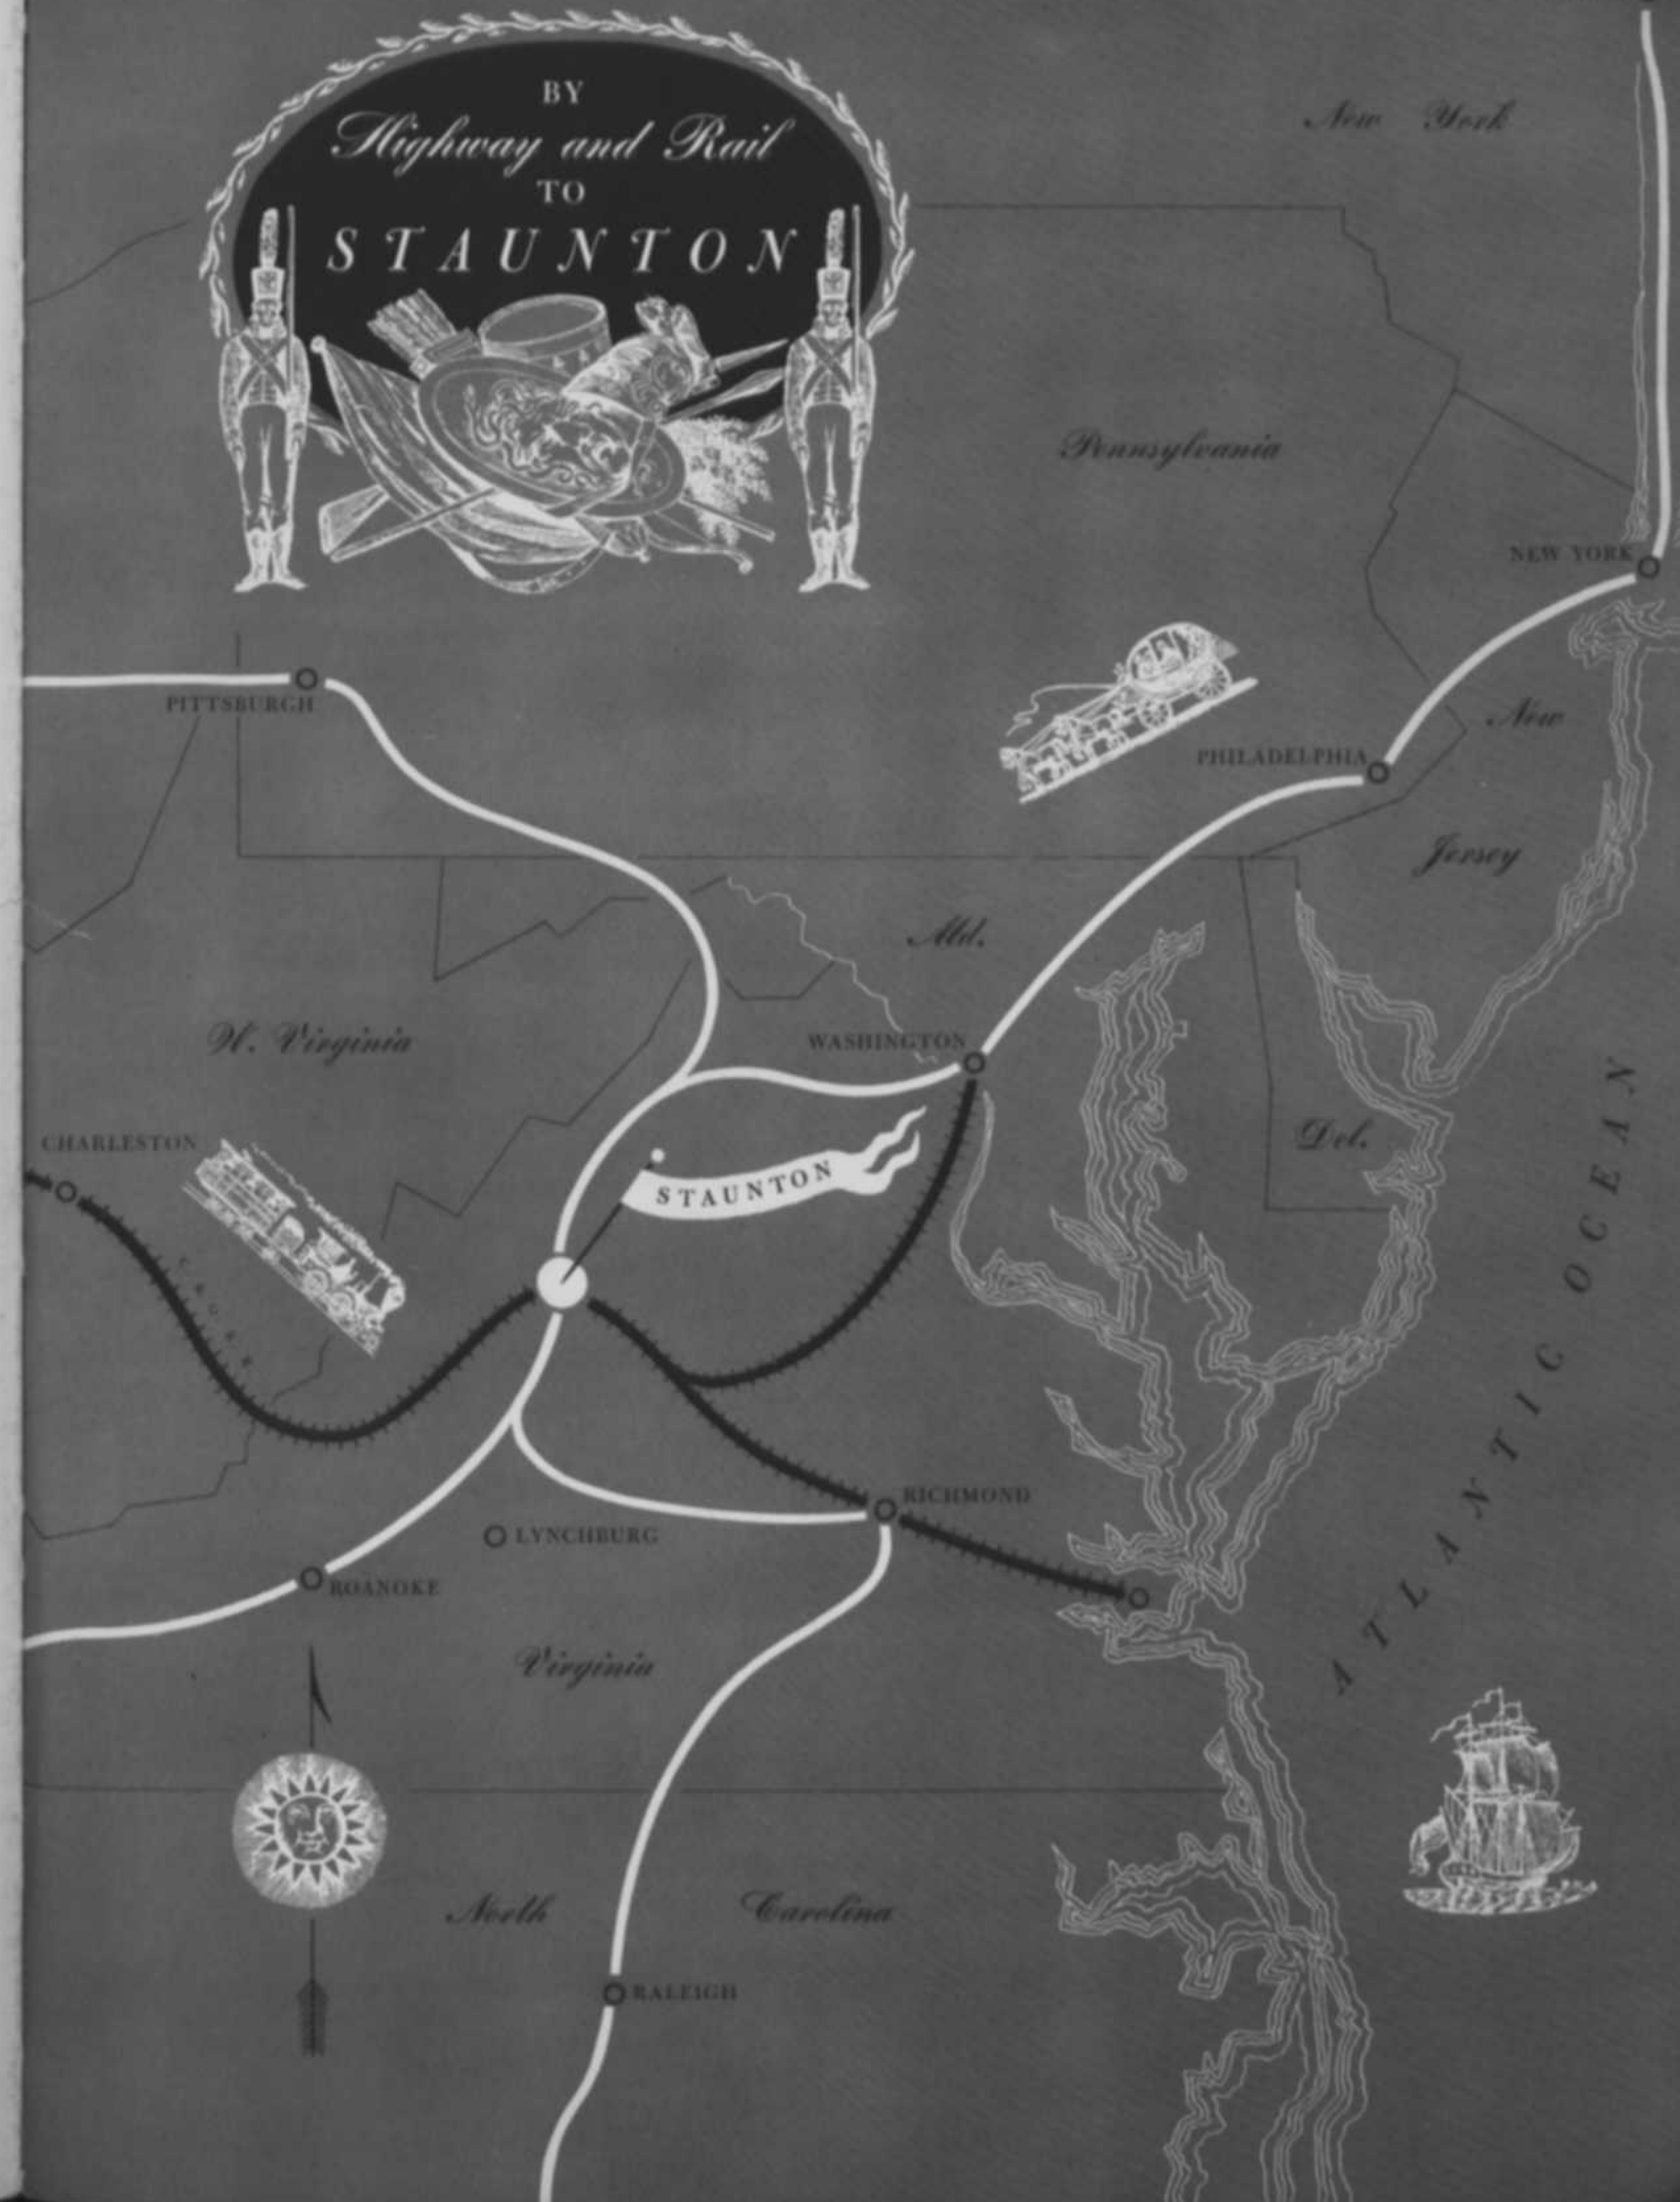 BY
Highway and Rail
TO
STAUNTON
New York
Pennsylvania
NEW YORK
PITTSBURGH
New
PHILADELPHIA
Jersey
Md.
W. Virginia
WASHINGTON
CHARLESTON
Del.
STAUNTON
C. & O. R. R.
ATLANTIC OCEAN
RICHMOND
LYNCHBURG
ROANOKE
Virginia
North Carolina
RALEIGH